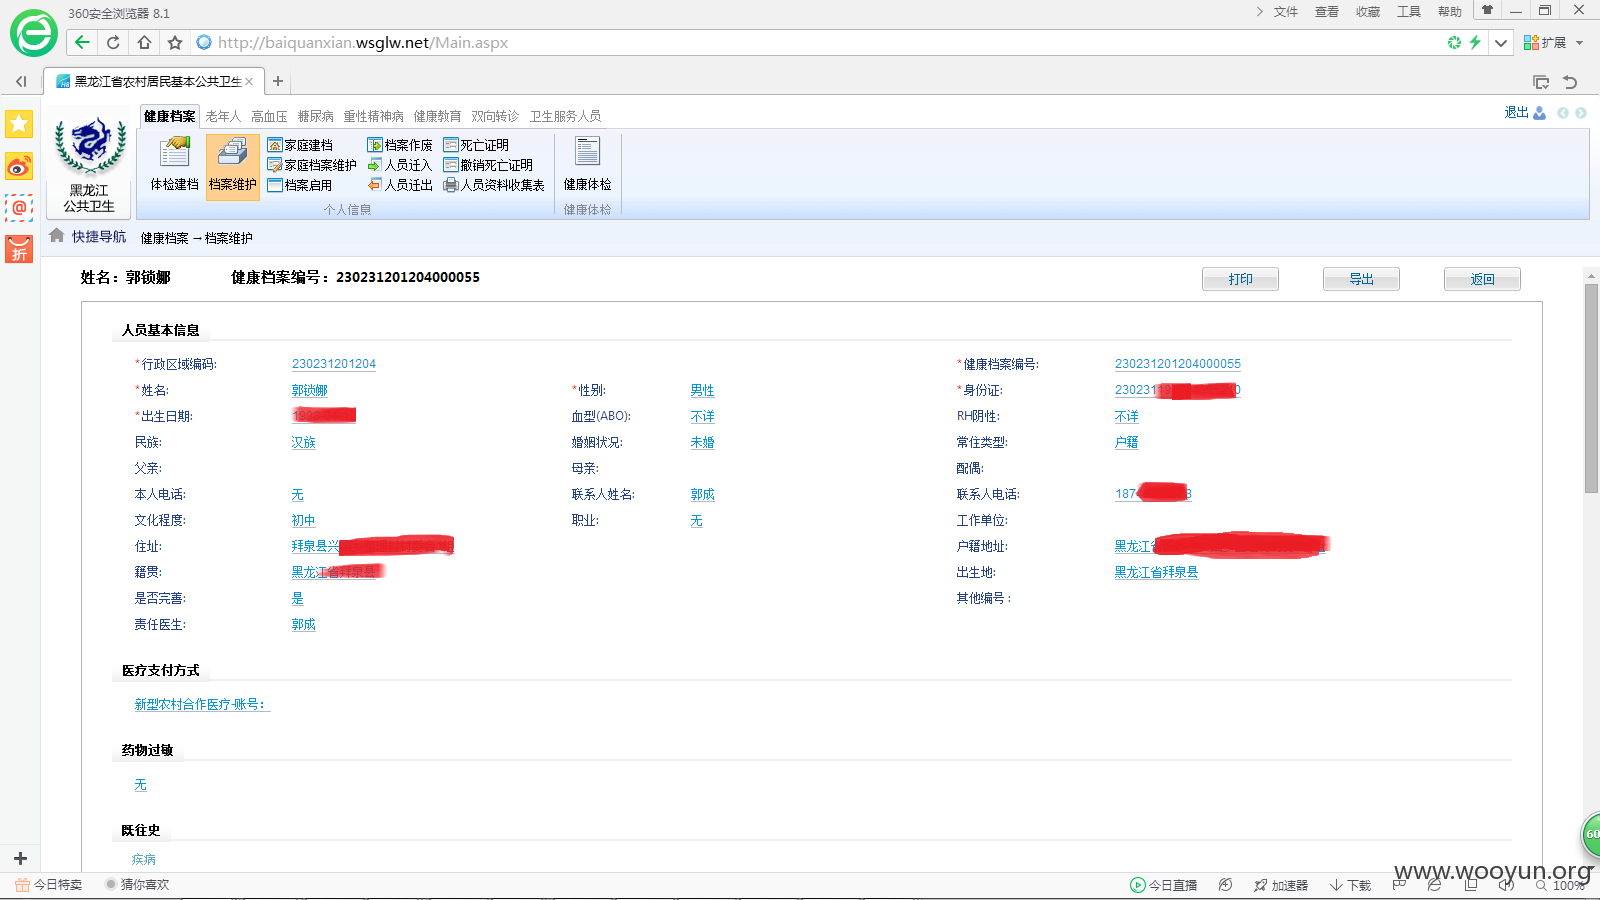 360安全浏览器 8.1
文件 查看 收藏 工具 帮助
http://baiquanxian.wsglw.net/Main.aspx
扩展
黑龙江省农村居民基本公共卫生
健康档案 老年人 高血压 糖尿病 重性精神病 健康教育 双向转诊 卫生服务人员
退出
黑龙江
公共卫生
体检建档
档案维护
家庭建档
家庭档案维护
档案启用
档案作废
人员迁入
人员迁出
死亡证明
撤销死亡证明
人员资料收集表
个人信息
健康体检
健康体检
快捷导航 健康档案→档案维护
折
姓名：郭锁娜 健康档案编号：230231201204000055
打印 导出 返回
人员基本信息
*行政区域编码: 230231201204 *健康档案编号: 230231201204000055
*姓名: 郭锁娜 *性别: 男性 *身份证: 230231
*出生日期: 血型(ABO): 不详 RH阴性: 不详
民族: 汉族 婚姻状况: 未婚 常住类型: 户籍
父亲: 母亲: 配偶:
本人电话: 无 联系人姓名: 郭成 联系人电话: 187
文化程度: 初中 职业: 无 工作单位:
住址: 拜泉县兴 户籍地址: 黑龙江省
籍贯: 黑龙江省拜泉县 出生地: 黑龙江省拜泉县
是否完善: 是 其他编号:
责任医生: 郭成
医疗支付方式
新型农村合作医疗-账号：
药物过敏
无
既往史
疾病
60
www.wooyun.org
今日特卖 猜你喜欢 今日直播 加速器 下载 100%